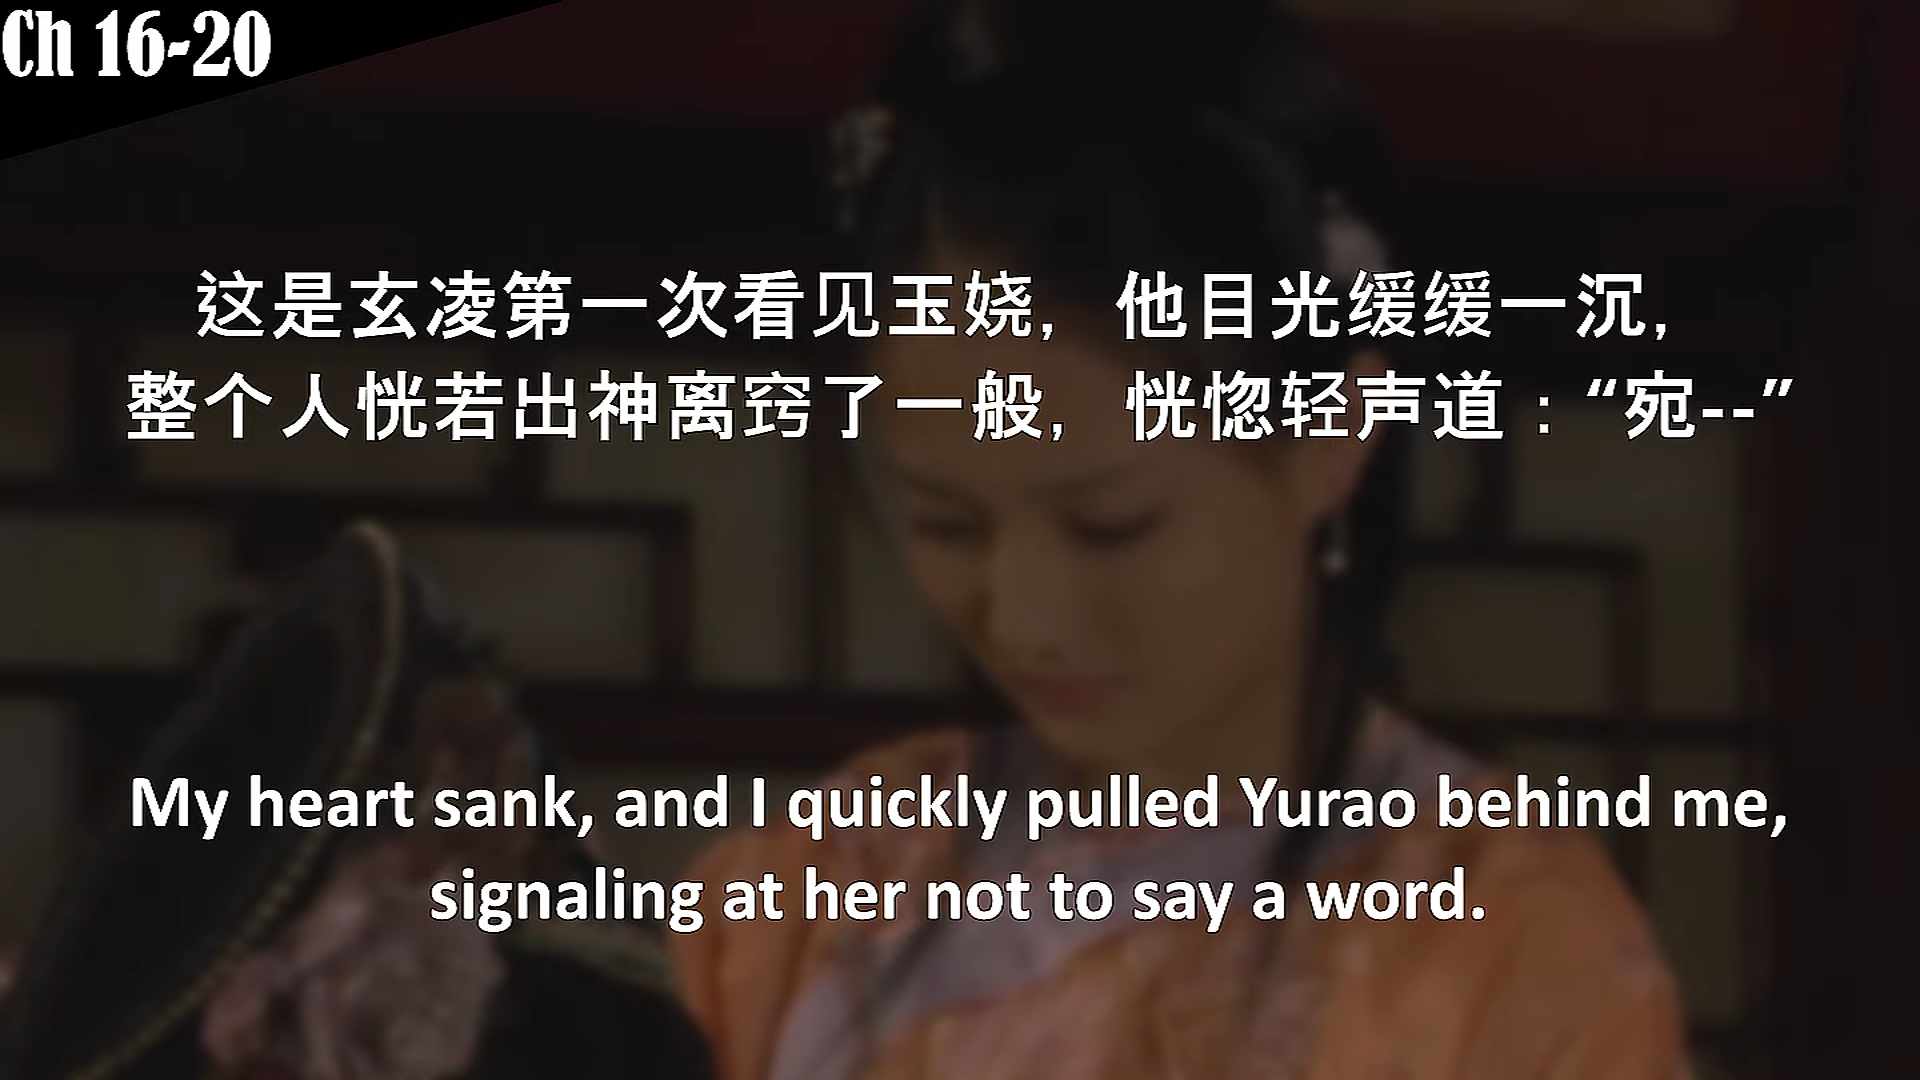 Ch 16-20
这是玄凌第一次看见玉娆，他目光缓缓一沉，
整个人恍若出神离窍了一般，恍惚轻声道：“宛--”
My heart sank, and I quickly pulled Yurao behind me,
signaling at her not to say a word.